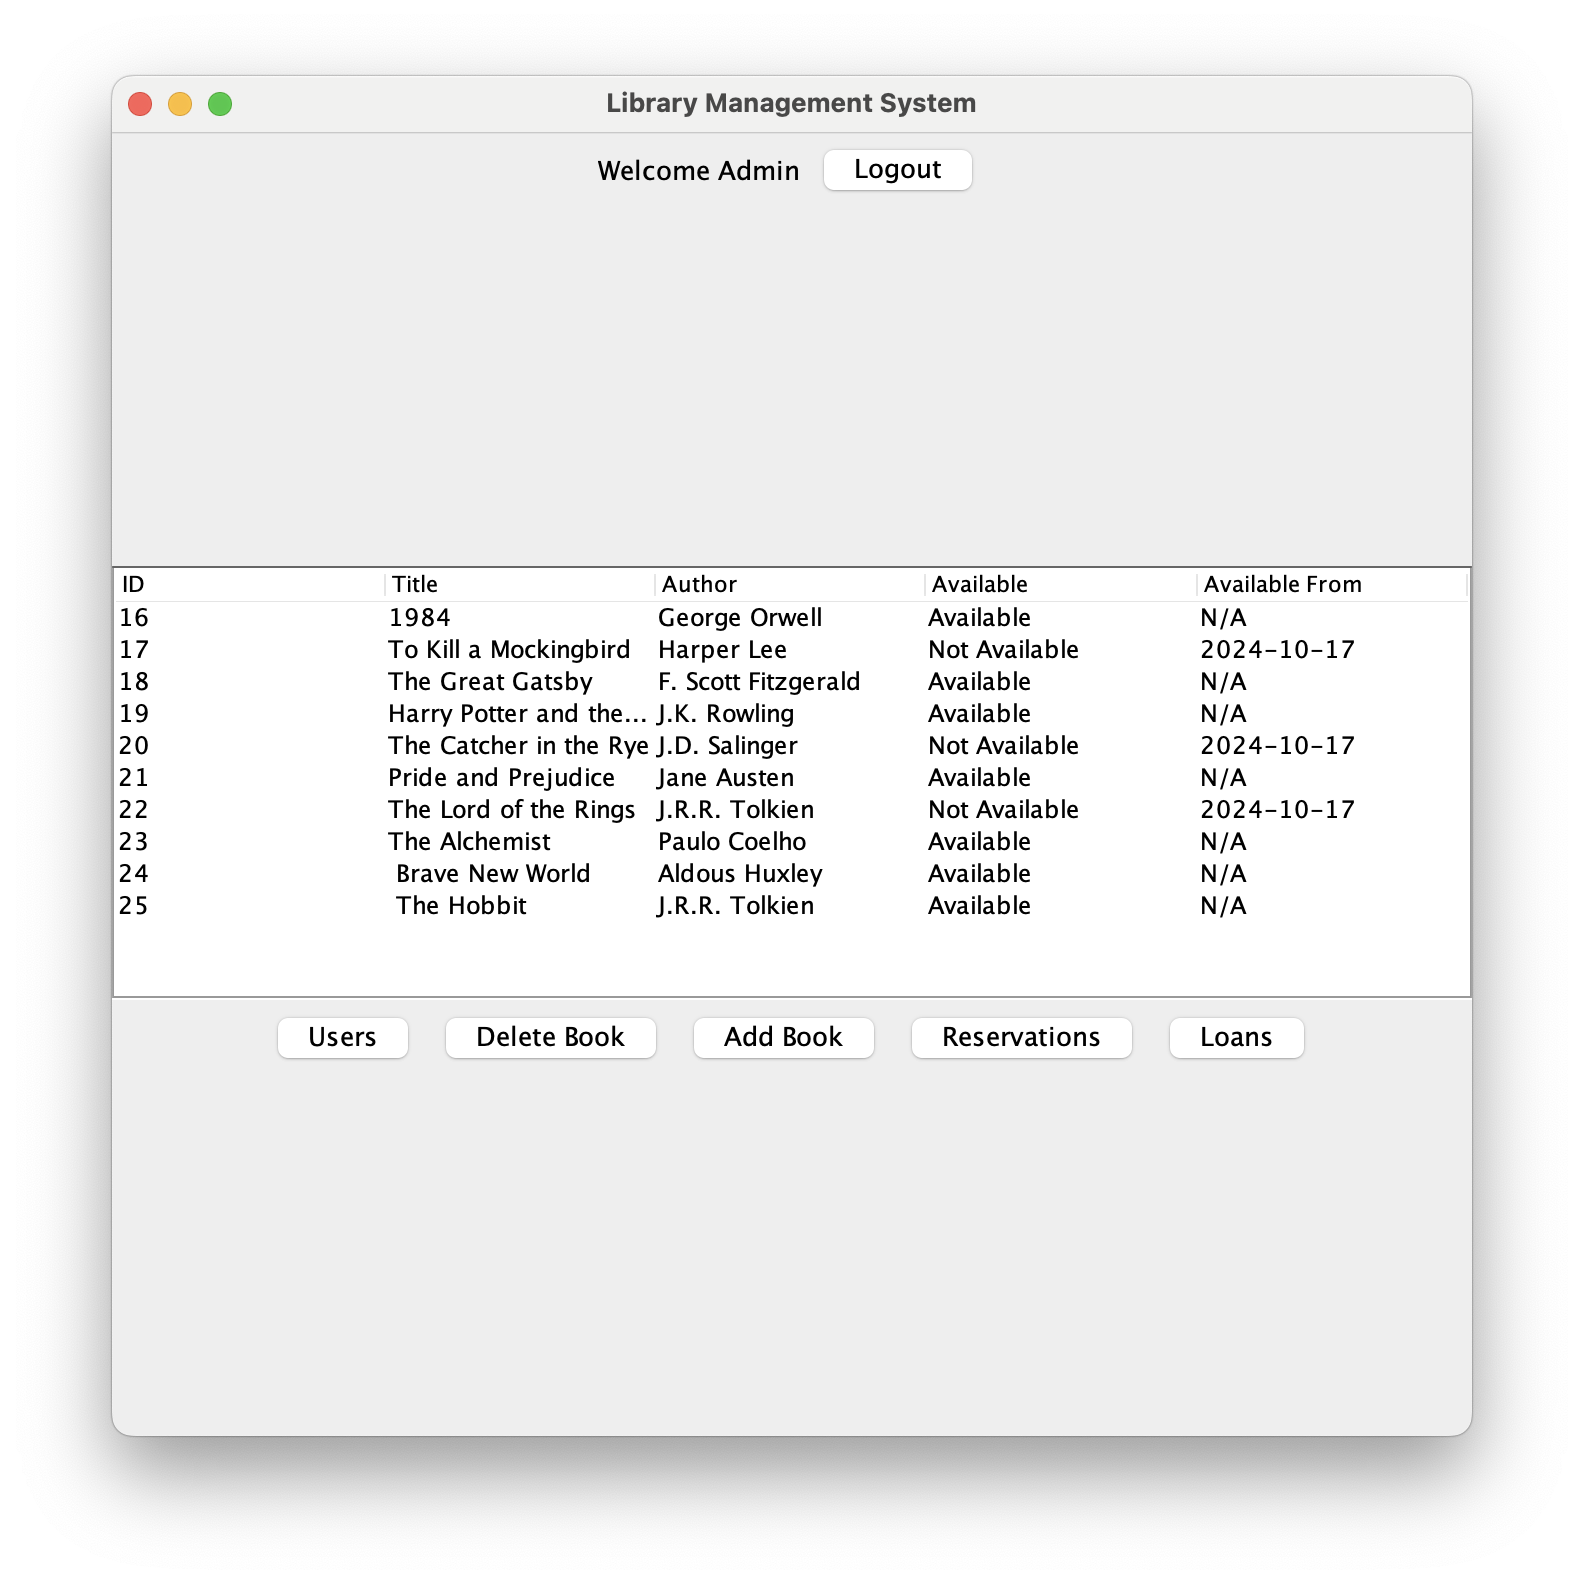 Library Management System
Welcome Admin Logout
ID Title Author Available Available From
16 1984 George Orwell Available N/A
17 To Kill a Mockingbird Harper Lee Not Available 2024-10-17
18 The Great Gatsby F. Scott Fitzgerald Available N/A
19 Harry Potter and the... J.K. Rowling Available N/A
20 The Catcher in the Rye J.D. Salinger Not Available 2024-10-17
21 Pride and Prejudice Jane Austen Available N/A
22 The Lord of the Rings J.R.R. Tolkien Not Available 2024-10-17
23 The Alchemist Paulo Coelho Available N/A
24 Brave New World Aldous Huxley Available N/A
25 The Hobbit J.R.R. Tolkien Available N/A
Users Delete Book Add Book Reservations Loans